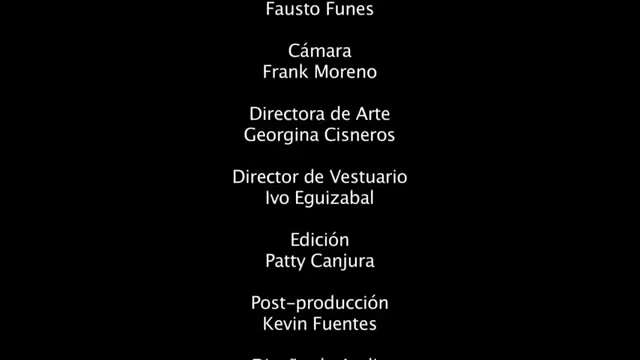 Fausto Funes
Cámara
Frank Moreno
Directora de Arte
Georgina Cisneros
Director de Vestuario
Ivo Eguizabal
Edición
Patty Canjura
Post-producción
Kevin Fuentes